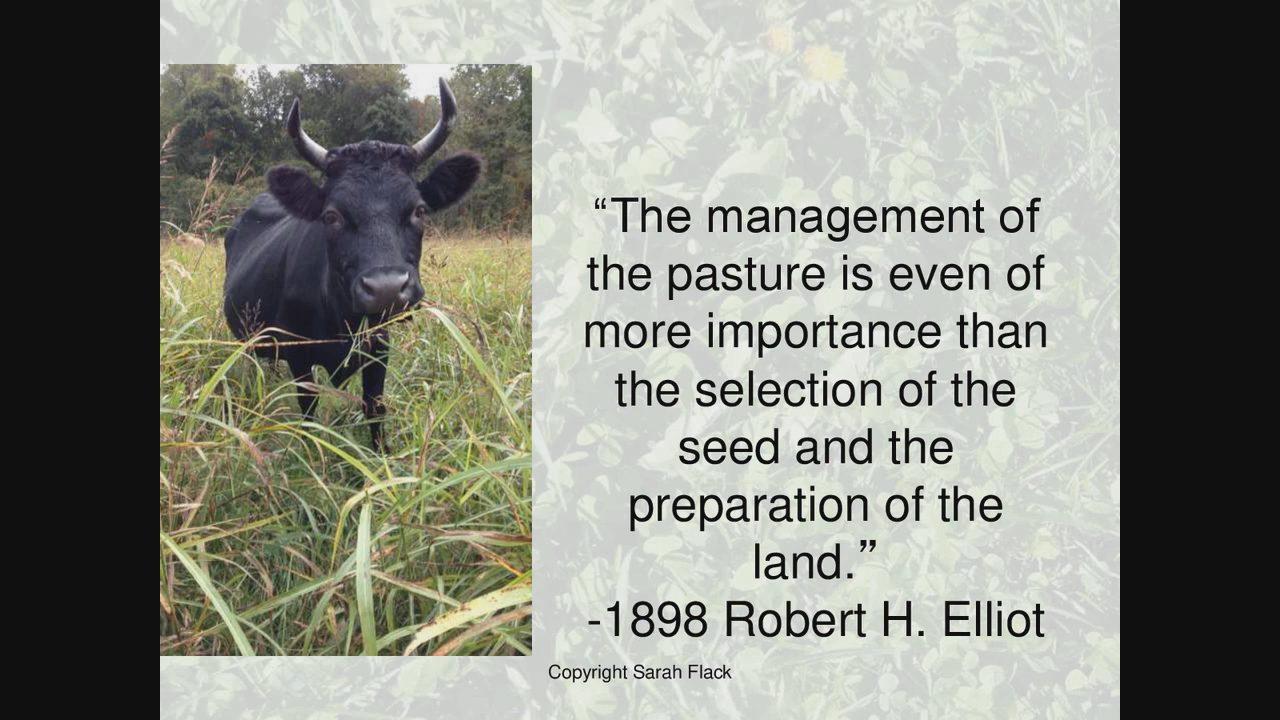 “The management of
the pasture is even of
more importance than
the selection of the
seed and the
preparation of the
land.”
-1898 Robert H. Elliot
Copyright Sarah Flack